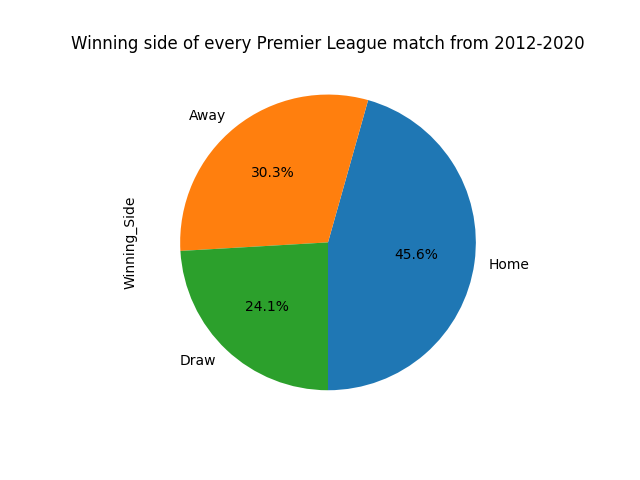 Winning side of every Premier League match from 2012-2020
Away
30.3%
Winning_Side
45.6%
Home
24.1%
Draw